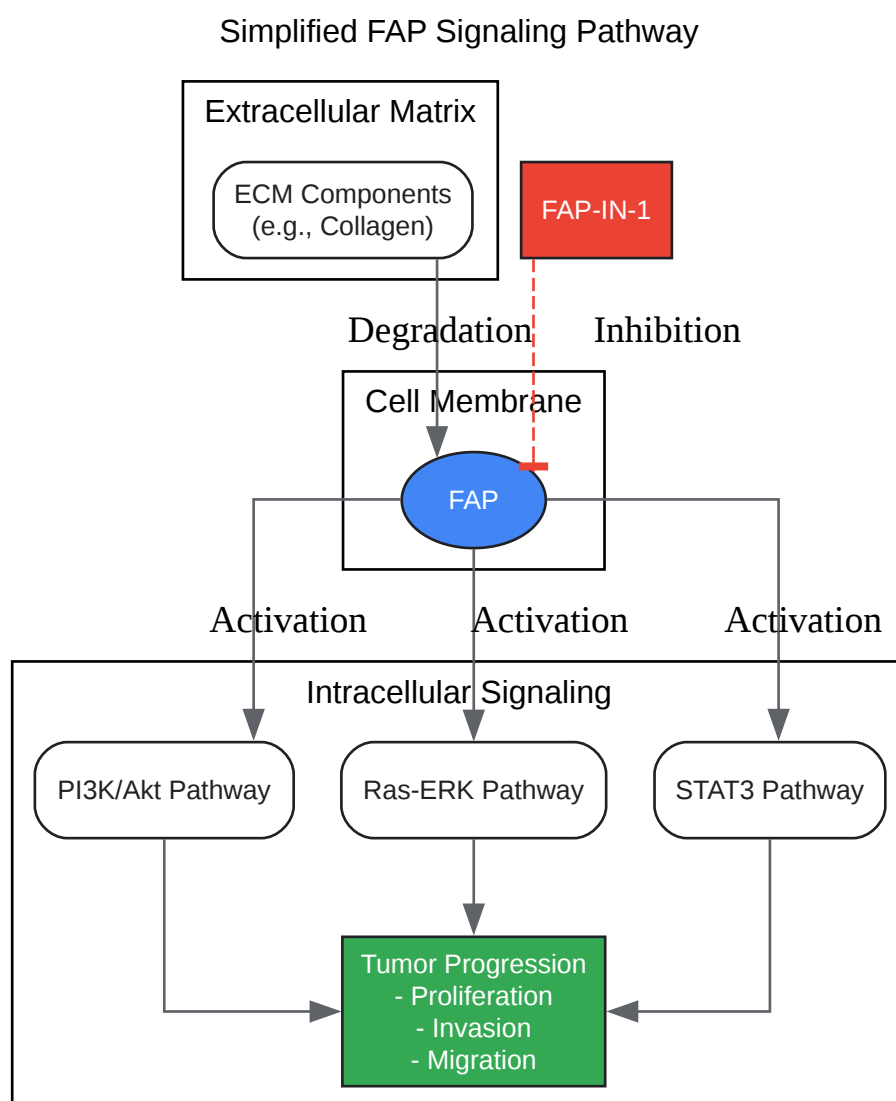 Simplified FAP Signaling Pathway
Extracellular Matrix
ECM Components
(e.g., Collagen)
FAP-IN-1
Degradation
Inhibition
Cell Membrane
FAP
Activation
Activation
Activation
Intracellular Signaling
PI3K/Akt Pathway
Ras-ERK Pathway
STAT3 Pathway
Tumor Progression
- Proliferation
- Invasion
- Migration